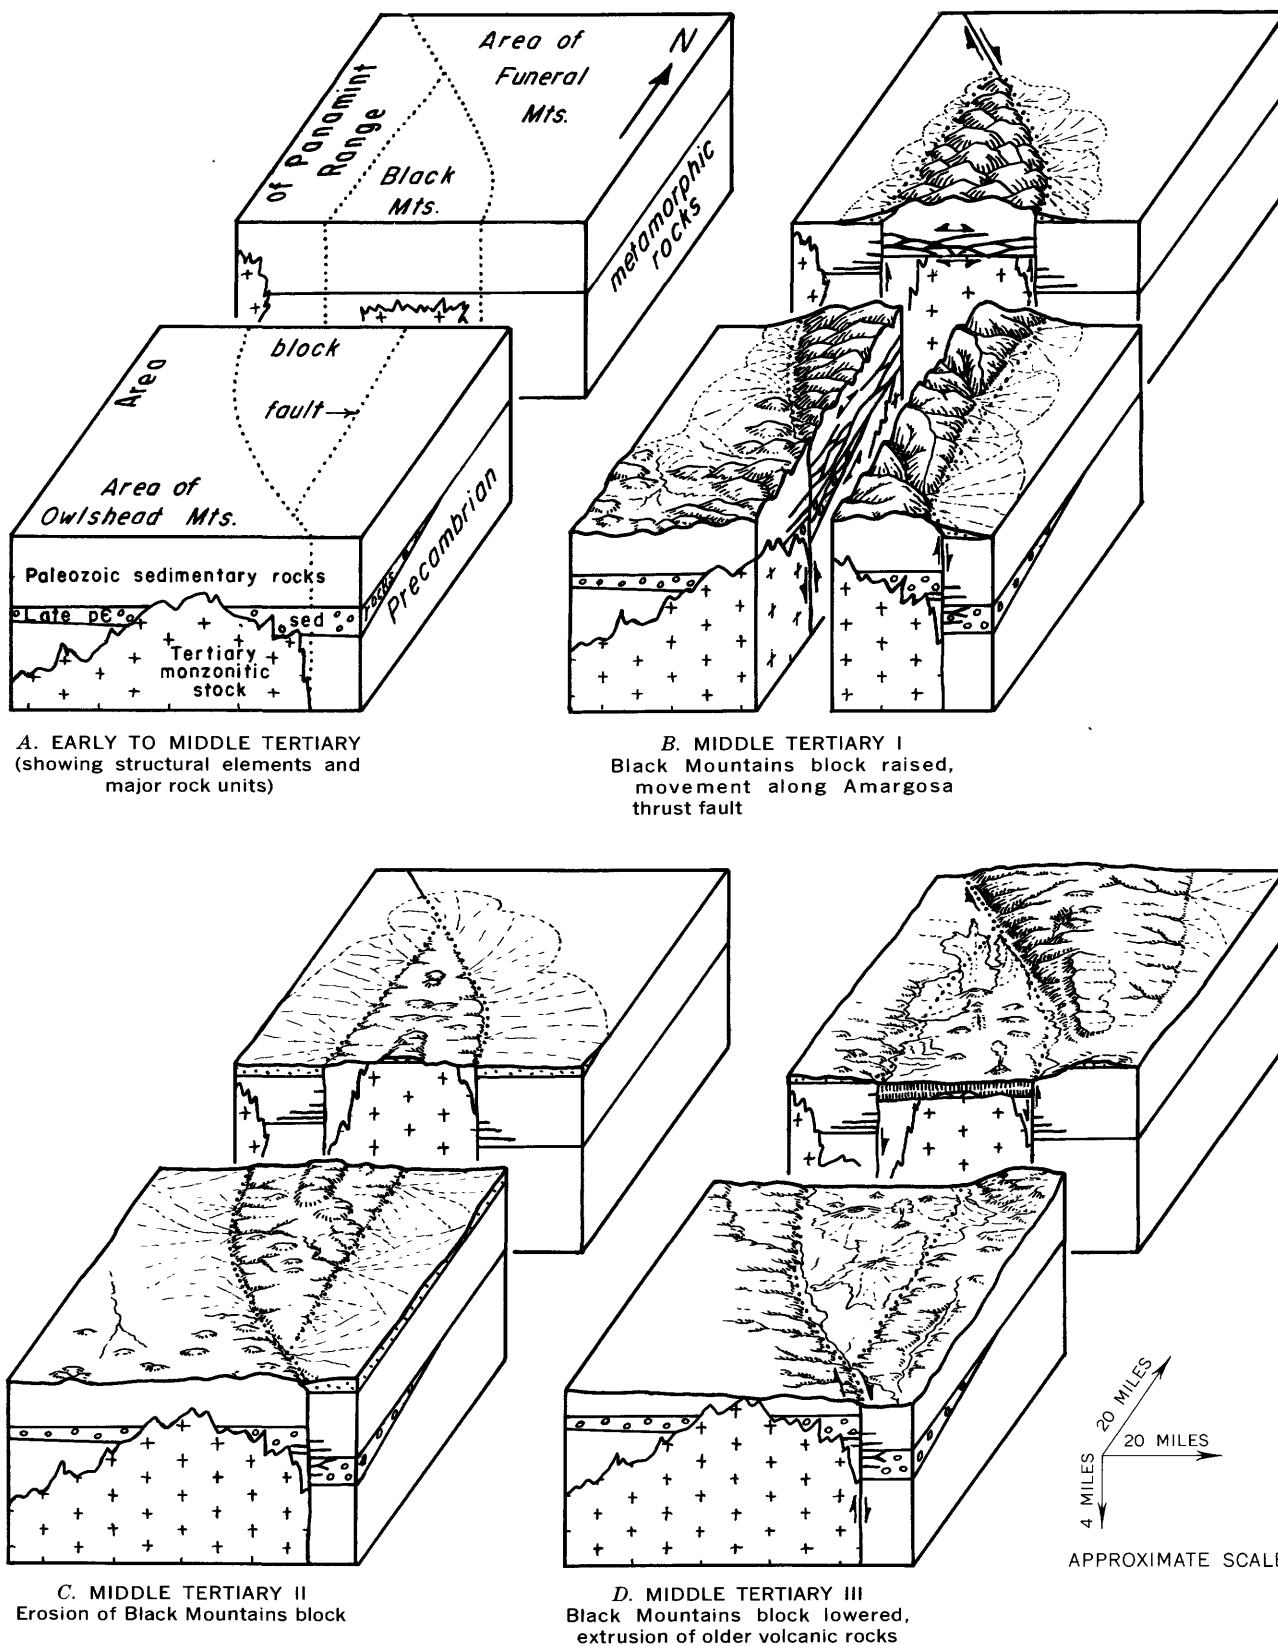 Area of
Funeral
Mts.
N
of Panamint
Range
Black
Mts.
metamorphic
rocks
Area
block
fault
Area of
Owlshead Mts.
Paleozoic sedimentary rocks
Late pЄ
sed
rocks
Precambrian
Tertiary
monzonitic
stock
A. EARLY TO MIDDLE TERTIARY
(showing structural elements and
major rock units)
B. MIDDLE TERTIARY I
Black Mountains block raised,
movement along Amargosa
thrust fault
C. MIDDLE TERTIARY II
Erosion of Black Mountains block
D. MIDDLE TERTIARY III
Black Mountains block lowered,
extrusion of older volcanic rocks
20 MILES
20 MILES
4 MILES
APPROXIMATE SCALE